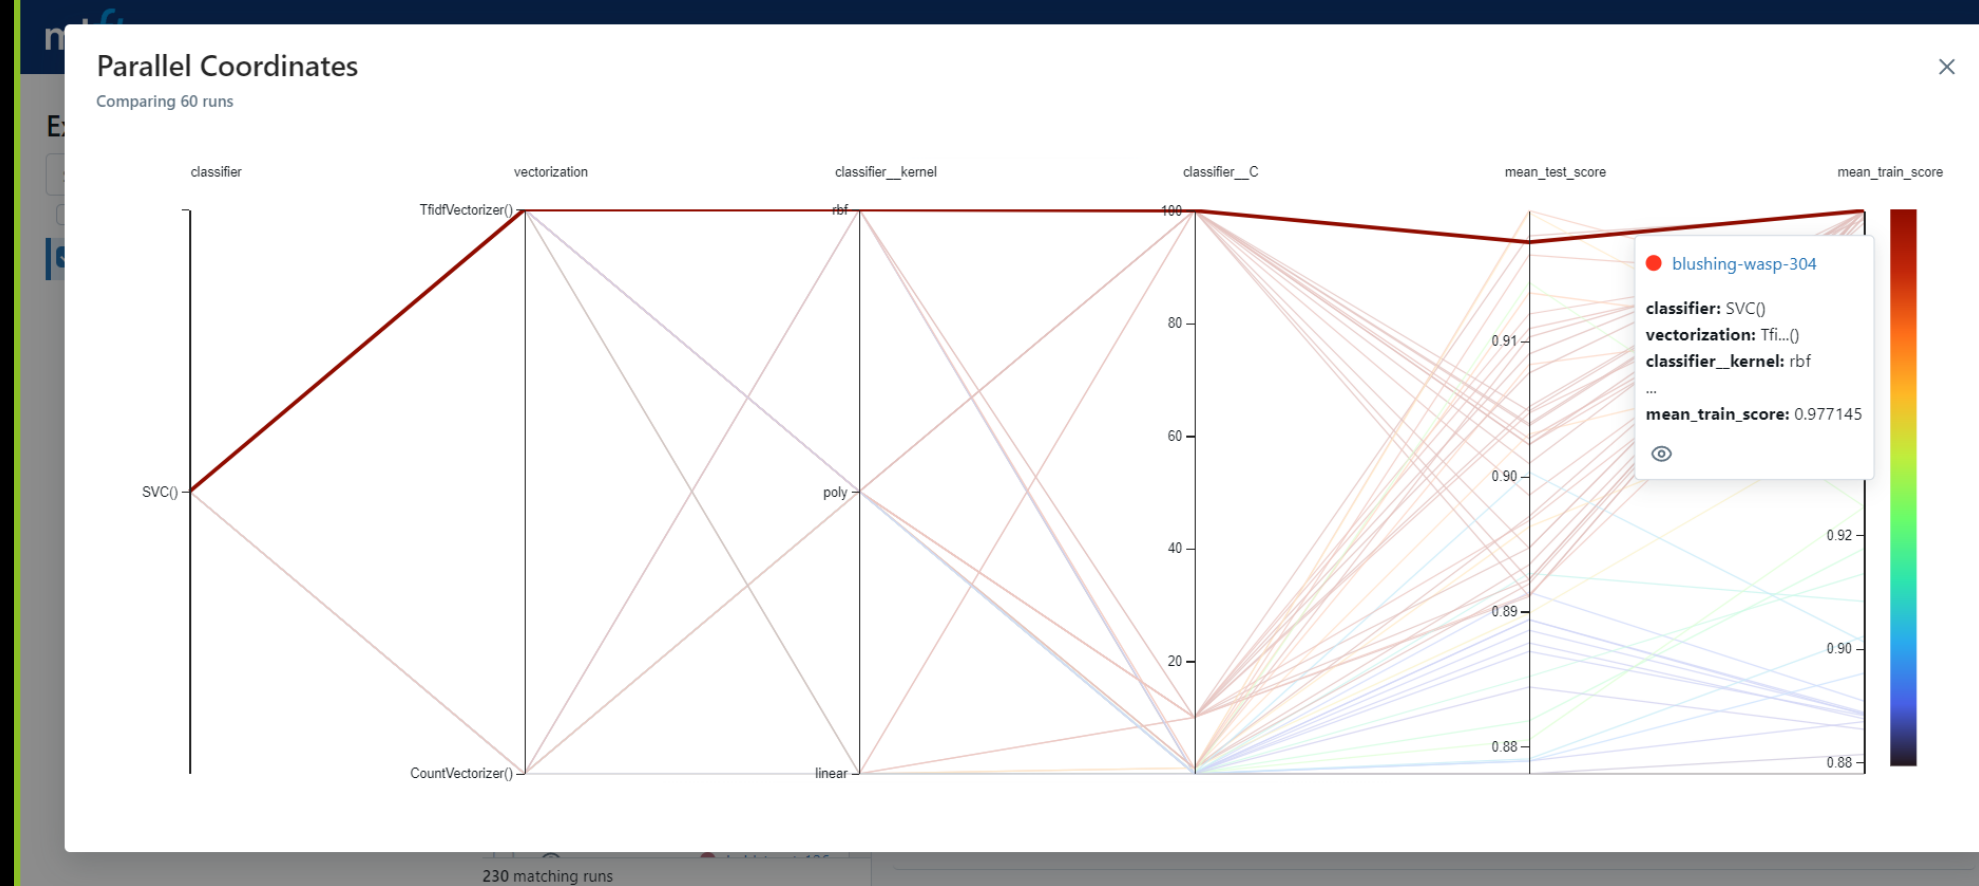 Parallel Coordinates
Comparing 60 runs
classifier
vectorization
classifier__kernel
classifier__C
mean_test_score
mean_train_score
TfidfVectorizer()
rbf
100
80
0.91
60
SVC()
poly
0.90
40
0.92
0.89
20
0.90
0.88
0.88
CountVectorizer()
linear
blushing-wasp-304
classifier: SVC()
vectorization: Tfi...()
classifier__kernel: rbf
...
mean_train_score: 0.977145
230 matching runs